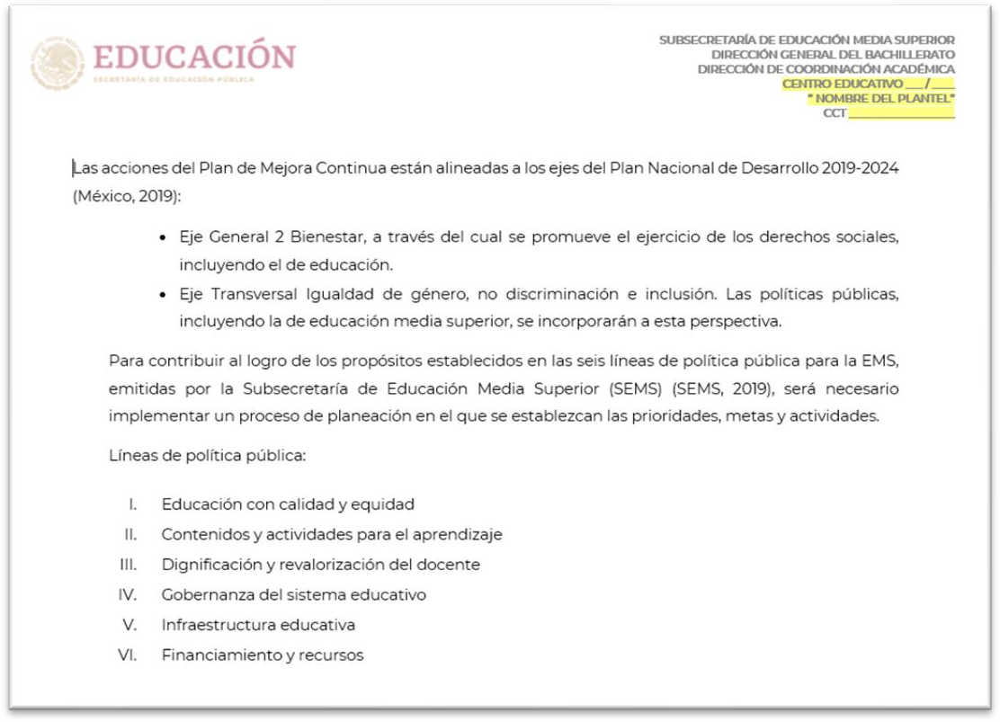 EDUCACIÓN
SECRETARÍA DE EDUCACIÓN PÚBLICA
SUBSECRETARÍA DE EDUCACIÓN MEDIA SUPERIOR
DIRECCIÓN GENERAL DEL BACHILLERATO
DIRECCIÓN DE COORDINACIÓN ACADÉMICA
CENTRO EDUCATIVO ___/____
" NOMBRE DEL PLANTEL"
CCT __________________
Las acciones del Plan de Mejora Continua están alineadas a los ejes del Plan Nacional de Desarrollo 2019-2024
(México, 2019):
• Eje General 2 Bienestar, a través del cual se promueve el ejercicio de los derechos sociales,
incluyendo el de educación.
• Eje Transversal Igualdad de género, no discriminación e inclusión. Las políticas públicas,
incluyendo la de educación media superior, se incorporarán a esta perspectiva.
Para contribuir al logro de los propósitos establecidos en las seis líneas de política pública para la EMS,
emitidas por la Subsecretaría de Educación Media Superior (SEMS) (SEMS, 2019), será necesario
implementar un proceso de planeación en el que se establezcan las prioridades, metas y actividades.
Líneas de política pública:
I. Educación con calidad y equidad
II. Contenidos y actividades para el aprendizaje
III. Dignificación y revalorización del docente
IV. Gobernanza del sistema educativo
V. Infraestructura educativa
VI. Financiamiento y recursos